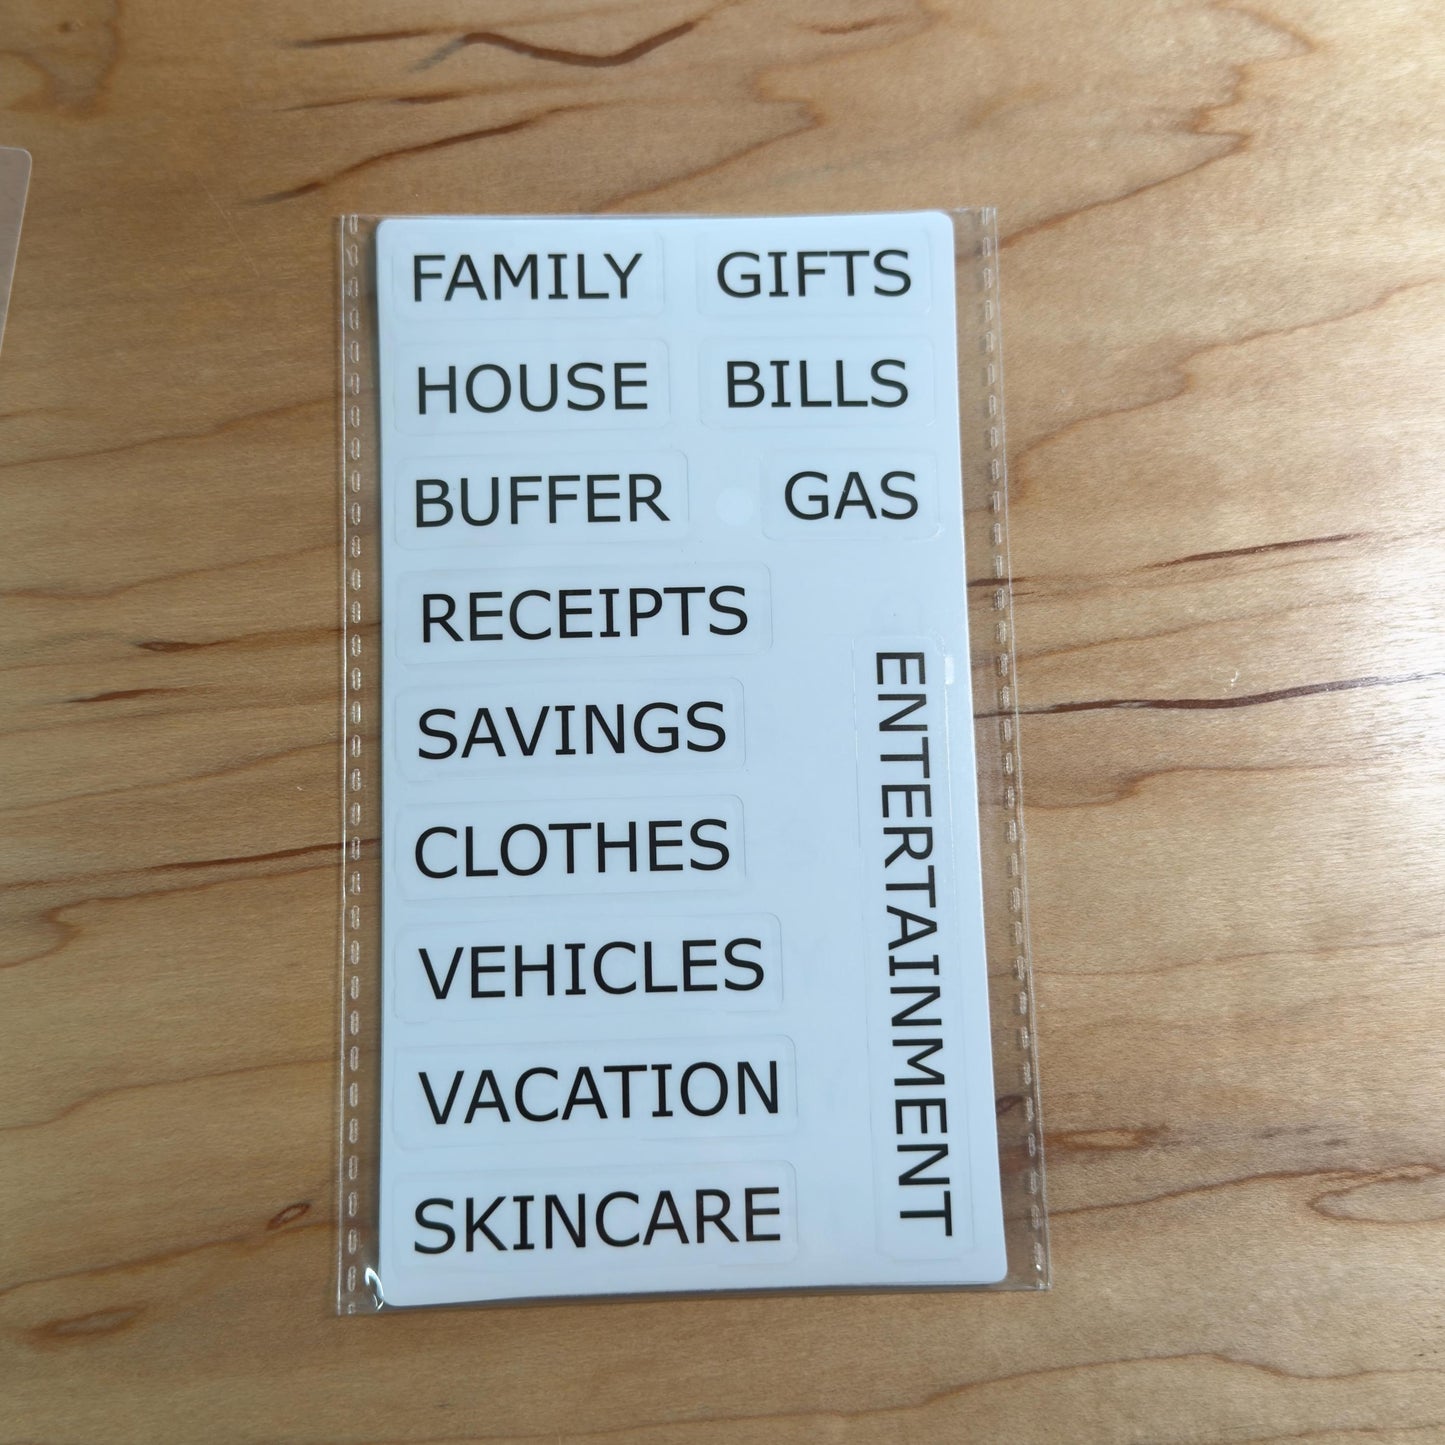 FAMILY
GIFTS
HOUSE
BILLS
BUFFER
GAS
RECEIPTS
SAVINGS
CLOTHES
VEHICLES
VACATION
SKINCARE
ENTERTAINMENT